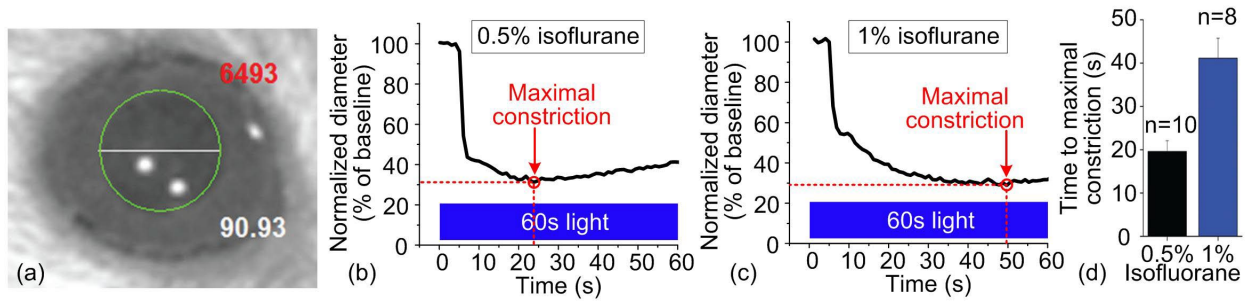 6493
90.93
(a)
Normalized diameter
(% of baseline)
100
80
60
40
20
0
0.5% isoflurane
Maximal
constriction
60s light
0 10 20 30 40 50 60
Time (s)
(b)
Normalized diameter
(% of baseline)
100
80
60
40
20
0
1% isoflurane
Maximal
constriction
60s light
0 10 20 30 40 50 60
Time (s)
(c)
Time to maximal
constriction (s)
50
40
30
20
10
0
n=10
n=8
0.5% 1%
Isofluorane
(d)